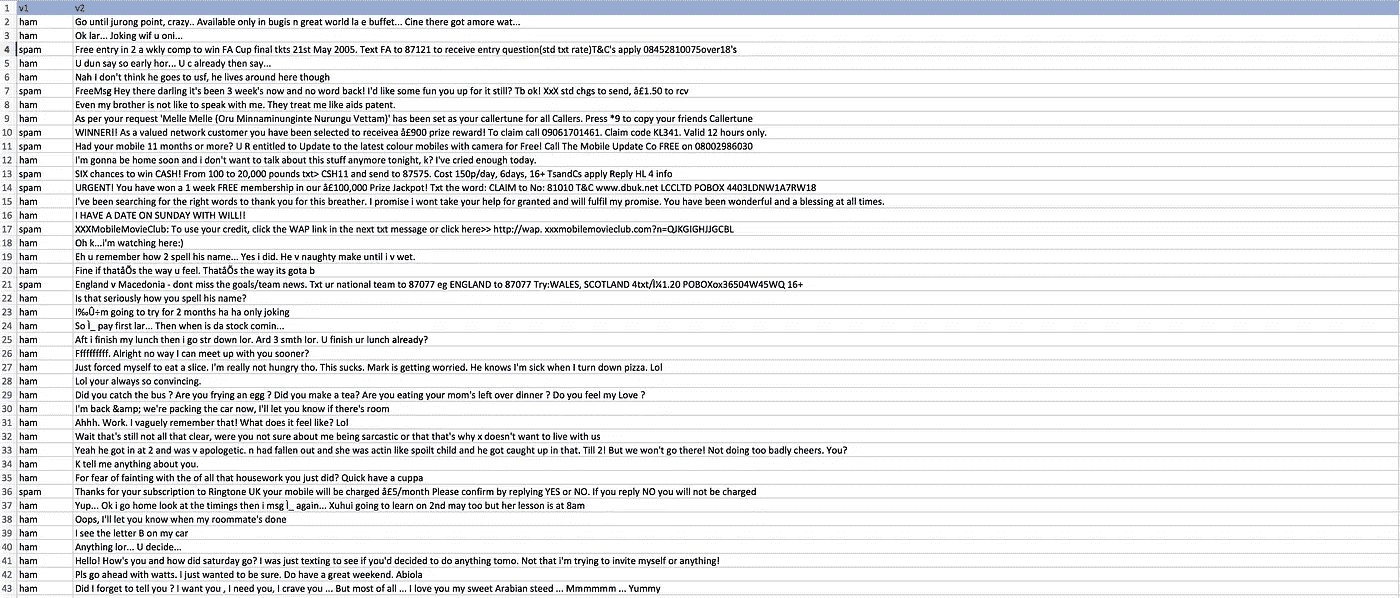 1 v1 v2
2 ham Go until jurong point, crazy.. Available only in bugis n great world la e buffet... Cine there got amore wat...
3 ham Ok lar... Joking wif u oni...
4 spam Free entry in 2 a wkly comp to win FA Cup final tkts 21st May 2005. Text FA to 87121 to receive entry question(std txt rate)T&C's apply 08452810075over18's
5 ham U dun say so early hor... U c already then say...
6 ham Nah I don't think he goes to usf, he lives around here though
7 spam FreeMsg Hey there darling it's been 3 week's now and no word back! I'd like some fun you up for it still? Tb ok! XxX std chgs to send, å£1.50 to rcv
8 ham Even my brother is not like to speak with me. They treat me like aids patent.
9 ham As per your request 'Melle Melle (Oru Minnaminunginte Nurungu Vettam)' has been set as your callertune for all Callers. Press *9 to copy your friends Callertune
10 spam WINNER!! As a valued network customer you have been selected to receivea å£900 prize reward! To claim call 09061701461. Claim code KL341. Valid 12 hours only.
11 spam Had your mobile 11 months or more? U R entitled to Update to the latest colour mobiles with camera for Free! Call The Mobile Update Co FREE on 08002986030
12 ham I'm gonna be home soon and i don't want to talk about this stuff anymore tonight, k? I've cried enough today.
13 spam SIX chances to win CASH! From 100 to 20,000 pounds txt> CSH11 and send to 87575. Cost 150p/day, 6days, 16+ TsandCs apply Reply HL 4 info
14 spam URGENT! You have won a 1 week FREE membership in our å£100,000 Prize Jackpot! Txt the word: CLAIM to No: 81010 T&C www.dbuk.net LCCLTD POBOX 4403LDNW1A7RW18
15 ham I've been searching for the right words to thank you for this breather. I promise i wont take your help for granted and will fulfil my promise. You have been wonderful and a blessing at all times.
16 ham I HAVE A DATE ON SUNDAY WITH WILL!!
17 spam XXXMobileMovieClub: To use your credit, click the WAP link in the next txt message or click here>> http://wap. xxxmobilemovieclub.com?n=QJKGIGHJJGCBL
18 ham Oh k...i'm watching here:)
19 ham Eh u remember how 2 spell his name... Yes i did. He v naughty make until i v wet.
20 ham Fine if thatåÕs the way u feel. ThatåÕs the way its gota b
21 spam England v Macedonia - dont miss the goals/team news. Txt ur national team to 87077 eg ENGLAND to 87077 Try:WALES, SCOTLAND 4txt/Ì¼1.20 POBOXox36504W45WQ 16+
22 ham Is that seriously how you spell his name?
23 ham I‰Û÷m going to try for 2 months ha ha only joking
24 ham So Ì_ pay first lar... Then when is da stock comin...
25 ham Aft i finish my lunch then i go str down lor. Ard 3 smth lor. U finish ur lunch already?
26 ham Ffffffffff. Alright no way I can meet up with you sooner?
27 ham Just forced myself to eat a slice. I'm really not hungry tho. This sucks. Mark is getting worried. He knows I'm sick when I turn down pizza. Lol
28 ham Lol your always so convincing.
29 ham Did you catch the bus ? Are you frying an egg ? Did you make a tea? Are you eating your mom's left over dinner ? Do you feel my Love ?
30 ham I'm back &amp; we're packing the car now, I'll let you know if there's room
31 ham Ahhh. Work. I vaguely remember that! What does it feel like? Lol
32 ham Wait that's still not all that clear, were you not sure about me being sarcastic or that that's why x doesn't want to live with us
33 ham Yeah he got in at 2 and was v apologetic. n had fallen out and she was actin like spoilt child and he got caught up in that. Till 2! But we won't go there! Not doing too badly cheers. You?
34 ham K tell me anything about you.
35 ham For fear of fainting with the of all that housework you just did? Quick have a cuppa
36 spam Thanks for your subscription to Ringtone UK your mobile will be charged å£5/month Please confirm by replying YES or NO. If you reply NO you will not be charged
37 ham Yup... Ok i go home look at the timings then i msg Ì_ again... Xuhui going to learn on 2nd may too but her lesson is at 8am
38 ham Oops, I'll let you know when my roommate's done
39 ham I see the letter B on my car
40 ham Anything lor... U decide...
41 ham Hello! How's you and how did saturday go? I was just texting to see if you'd decided to do anything tomo. Not that i'm trying to invite myself or anything!
42 ham Pls go ahead with watts. I just wanted to be sure. Do have a great weekend. Abiola
43 ham Did I forget to tell you ? I want you , I need you, I crave you ... But most of all ... I love you my sweet Arabian steed ... Mmmmmm ... Yummy